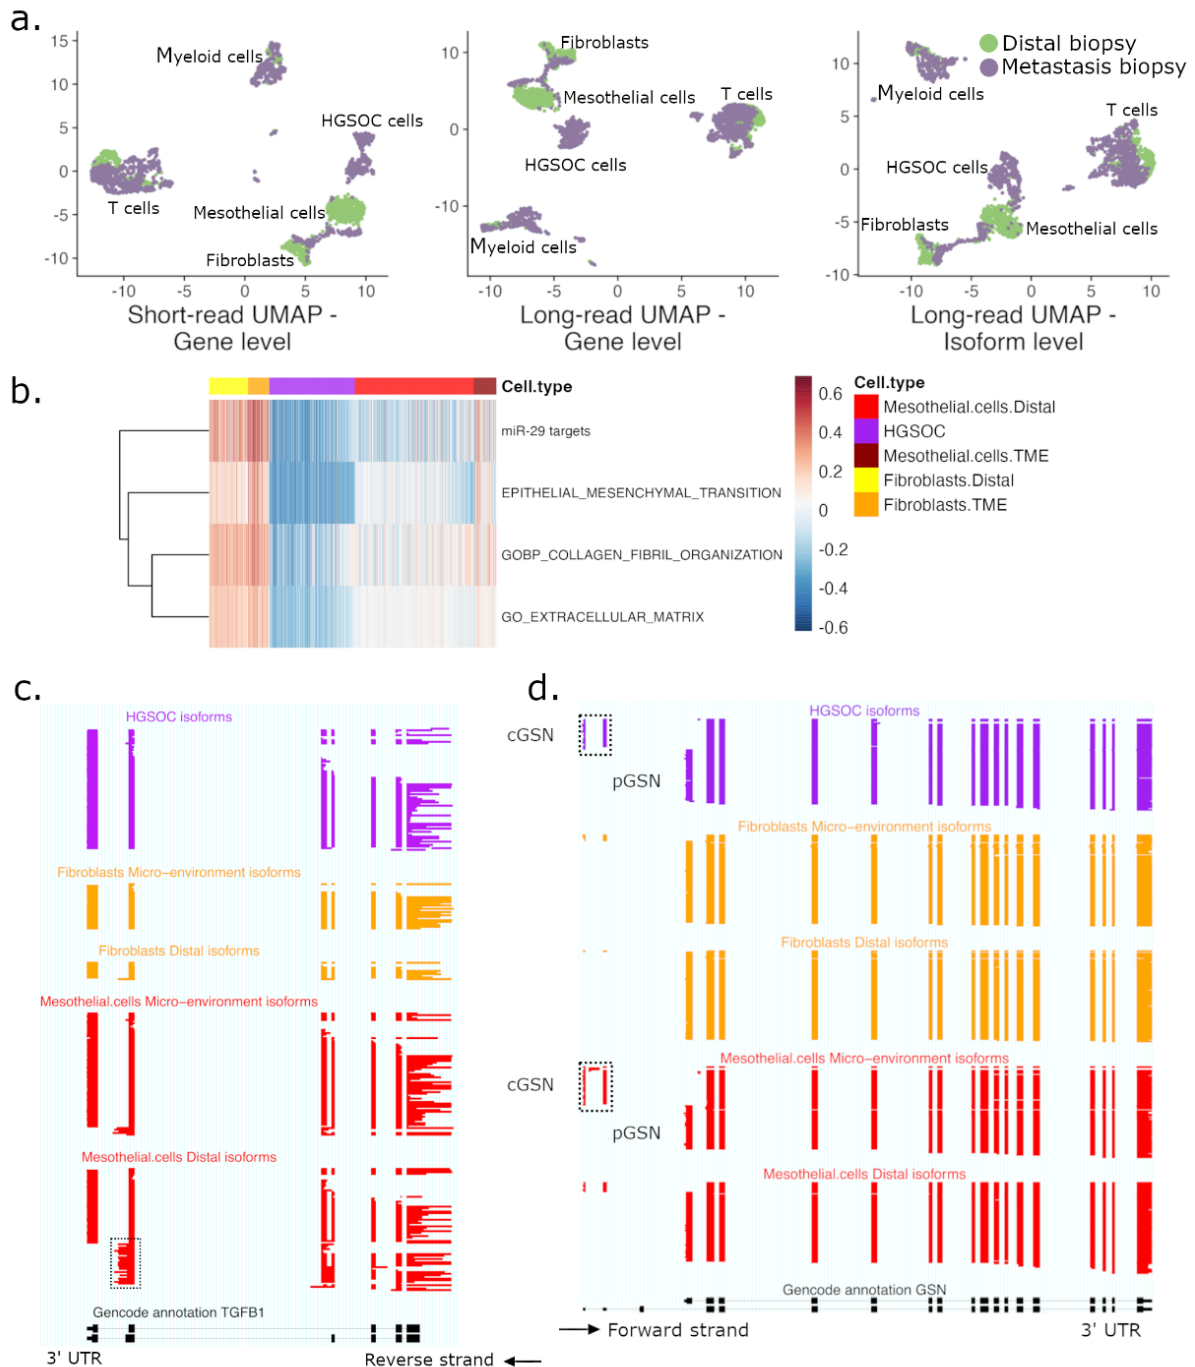 a.
15
10
5
0
-5
-10
-10
-5
0
5
10
Myeloid cells
HGSOC cells
T cells
Mesothelial cells
Fibroblasts
Short-read UMAP -
Gene level
10
0
-10
-10
-5
0
5
10
Fibroblasts
Mesothelial cells
T cells
HGSOC cells
Myeloid cells
Long-read UMAP -
Gene level
10
5
0
-5
-10
-10
-5
0
5
10
Distal biopsy
Metastasis biopsy
Myeloid cells
T cells
HGSOC cells
Fibroblasts
Mesothelial cells
Long-read UMAP -
Isoform level
b.
Cell.type
miR-29 targets
EPITHELIAL_MESENCHYMAL_TRANSITION
GOBP_COLLAGEN_FIBRIL_ORGANIZATION
GO_EXTRACELLULAR_MATRIX
0.6
0.4
0.2
0
-0.2
-0.4
-0.6
Cell.type
Mesothelial.cells.Distal
HGSOC
Mesothelial.cells.TME
Fibroblasts.Distal
Fibroblasts.TME
c.
HGSOC isoforms
Fibroblasts Micro-environment isoforms
Fibroblasts Distal isoforms
Mesothelial.cells Micro-environment isoforms
Mesothelial.cells Distal isoforms
Gencode annotation TGFB1
3' UTR
Reverse strand
d.
HGSOC isoforms
cGSN
pGSN
Fibroblasts Micro-environment isoforms
Fibroblasts Distal isoforms
Mesothelial.cells Micro-environment isoforms
cGSN
pGSN
Mesothelial.cells Distal isoforms
Gencode annotation GSN
Forward strand
3' UTR